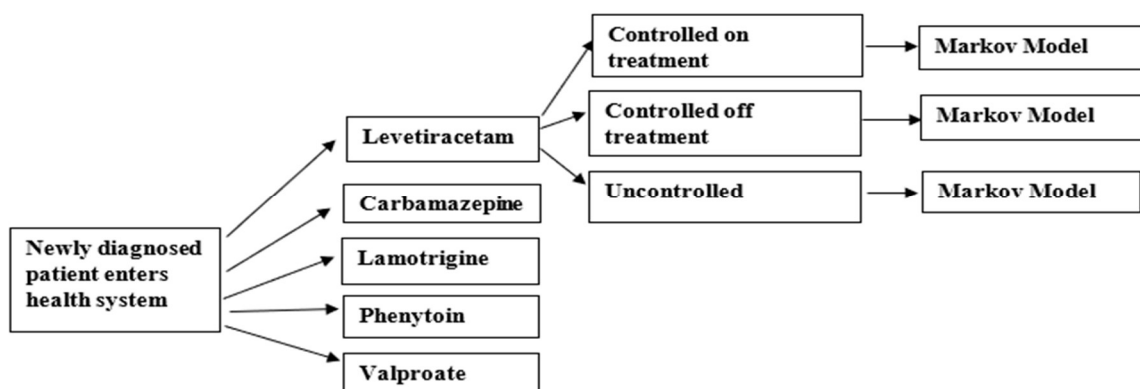 Newly diagnosed
patient enters
health system
Levetiracetam
Carbamazepine
Lamotrigine
Phenytoin
Valproate
Controlled on
treatment
Controlled off
treatment
Uncontrolled
Markov Model
Markov Model
Markov Model